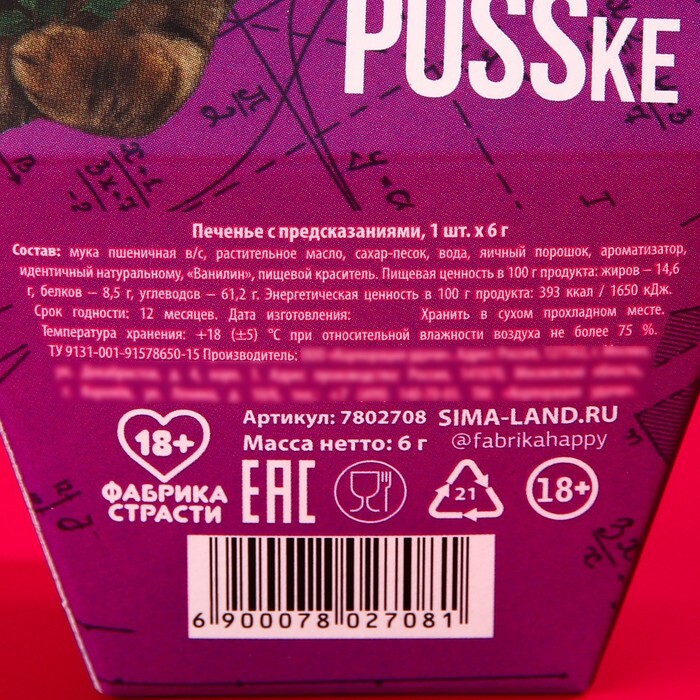 PUSSKE
Печенье с предсказаниями, 1 шт. х 6 г
Состав: мука пшеничная в/с, растительное масло, сахар-песок, вода, яичный порошок, ароматизатор,
идентичный натуральному, «Ванилин», пищевой краситель. Пищевая ценность в 100 г продукта: жиров – 14,6
г, белков – 8,5 г, углеводов – 61,2 г. Энергетическая ценность в 100 г продукта: 393 ккал / 1650 кДж.
Срок годности: 12 месяцев. Дата изготовления: Хранить в сухом прохладном месте.
Температура хранения: +18 (±5) °С при относительной влажности воздуха не более 75 %.
ТУ 9131-001-91578650-15 Производитель:
Артикул: 7802708 SIMA-LAND.RU
Масса нетто: 6 г @fabrikahappy
18+
ФАБРИКА
СТРАСТИ
EAC
21
18+
6 900078 027081